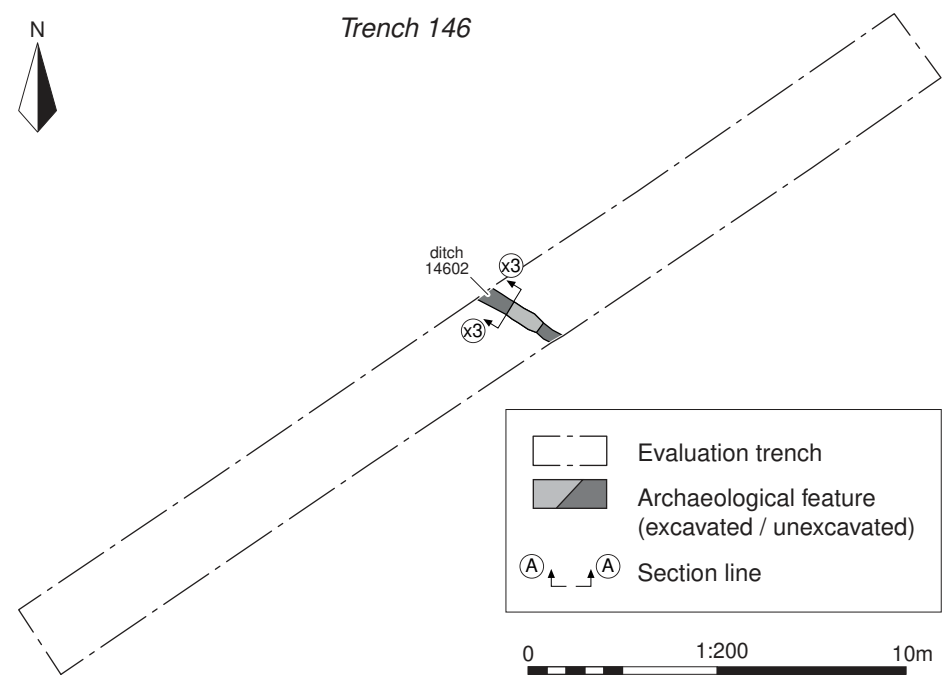 N
Trench 146
ditch
14602
x3
x3
Evaluation trench
Archaeological feature
(excavated / unexcavated)
A A Section line
0 1:200 10m